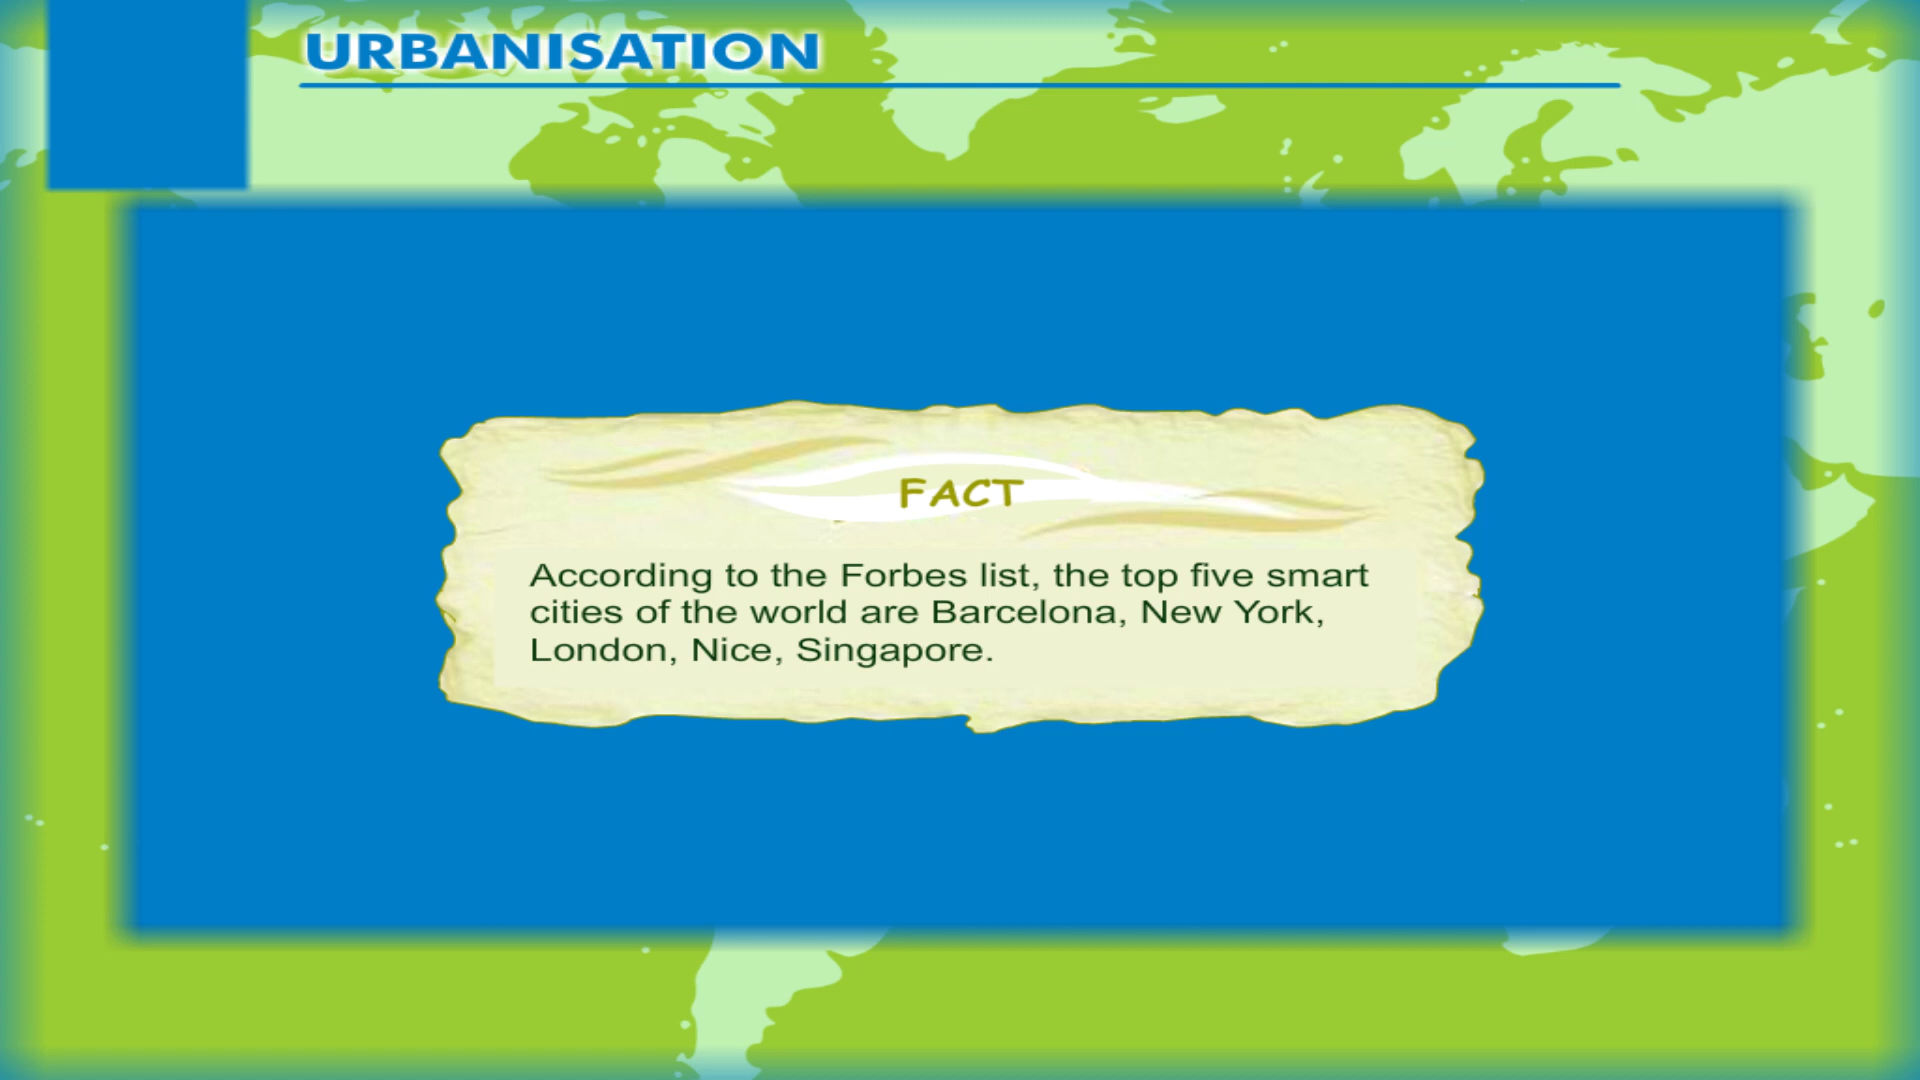 URBANISATION
FACT
According to the Forbes list, the top five smart
cities of the world are Barcelona, New York,
London, Nice, Singapore.